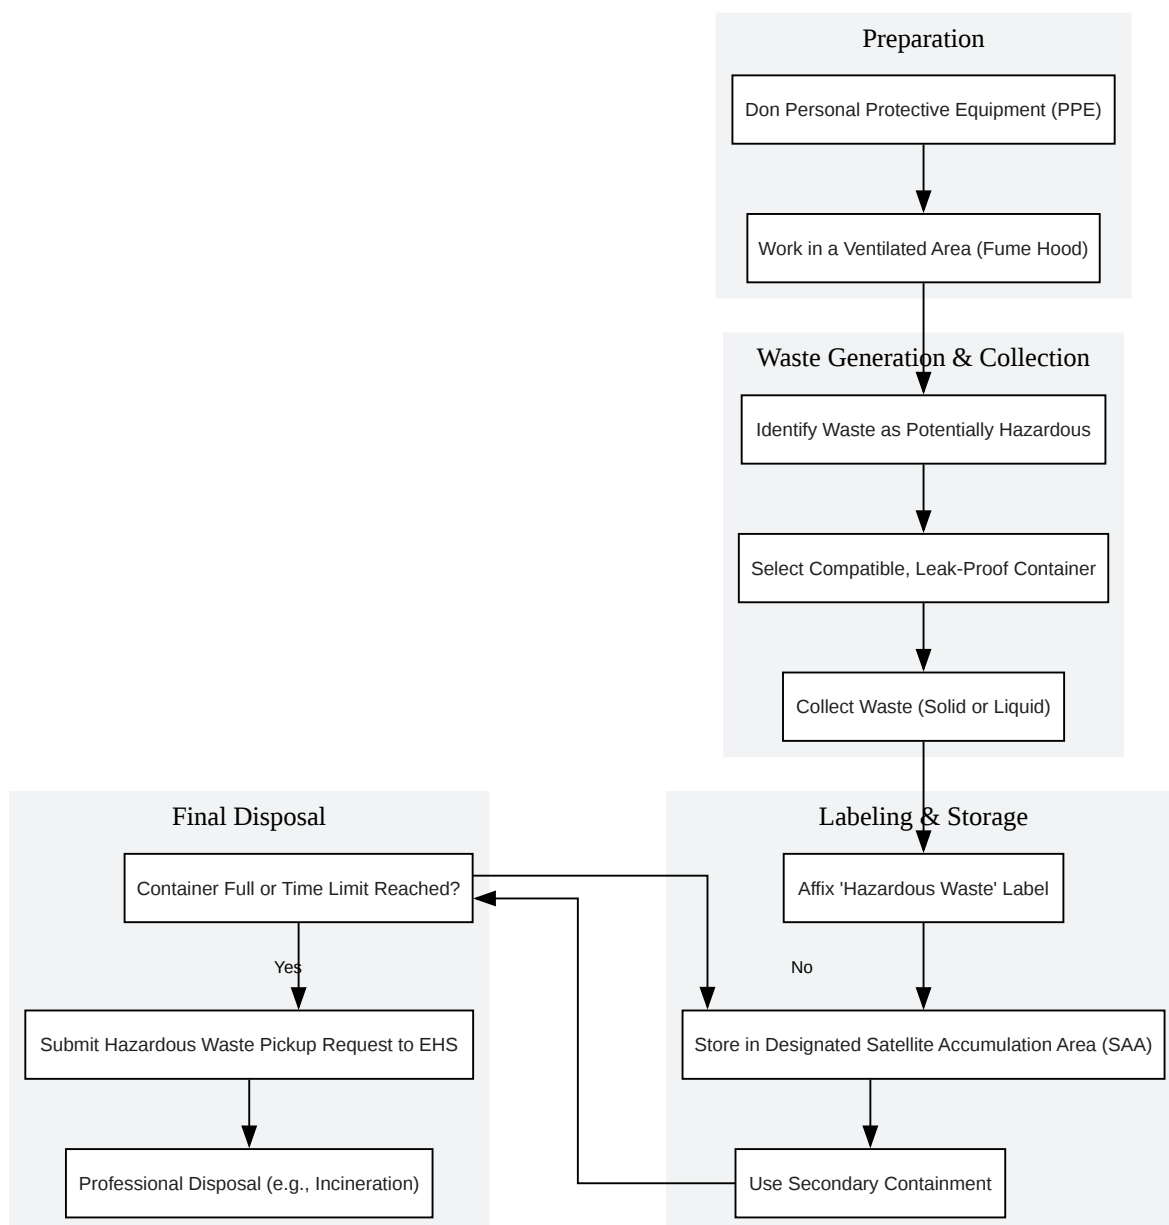 Preparation
Don Personal Protective Equipment (PPE)
Work in a Ventilated Area (Fume Hood)
Waste Generation & Collection
Identify Waste as Potentially Hazardous
Select Compatible, Leak-Proof Container
Collect Waste (Solid or Liquid)
Labeling & Storage
Affix 'Hazardous Waste' Label
No
Store in Designated Satellite Accumulation Area (SAA)
Use Secondary Containment
Final Disposal
Container Full or Time Limit Reached?
Yes
Submit Hazardous Waste Pickup Request to EHS
Professional Disposal (e.g., Incineration)